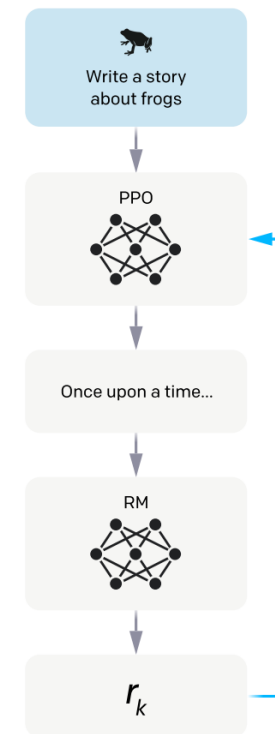 Write a story
about frogs
PPO
Once upon a time...
RM
r_k